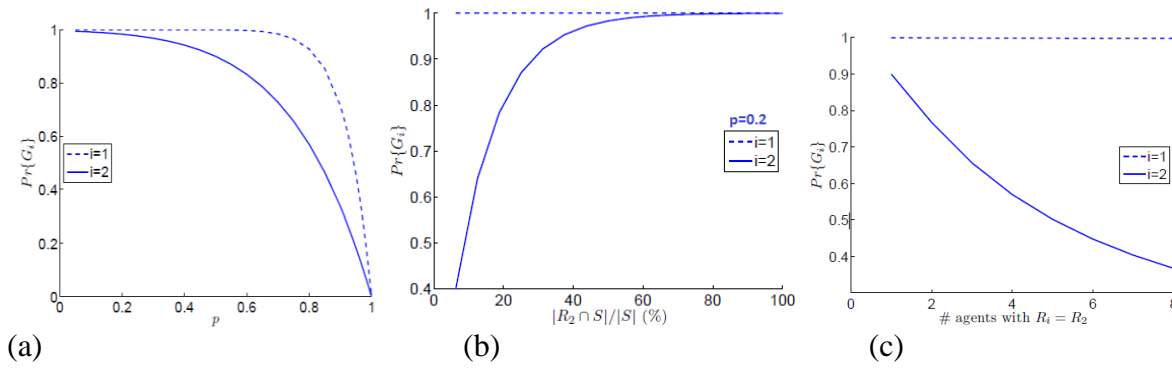 1
0.8
0.6
0.4
0.2
0
Pr{G_i}
i=1
i=2
0
0.2
0.4
0.6
0.8
1
p
(a)
1
0.9
0.8
0.7
0.6
0.5
0.4
Pr{G_i}
p=0.2
i=1
i=2
0
20
40
60
80
100
|R_2 ∩ S|/|S| (%)
(b)
1
0.9
0.8
0.7
0.6
0.5
0.4
Pr{G_i}
i=1
i=2
0
2
4
6
8
# agents with R_i = R_2
(c)